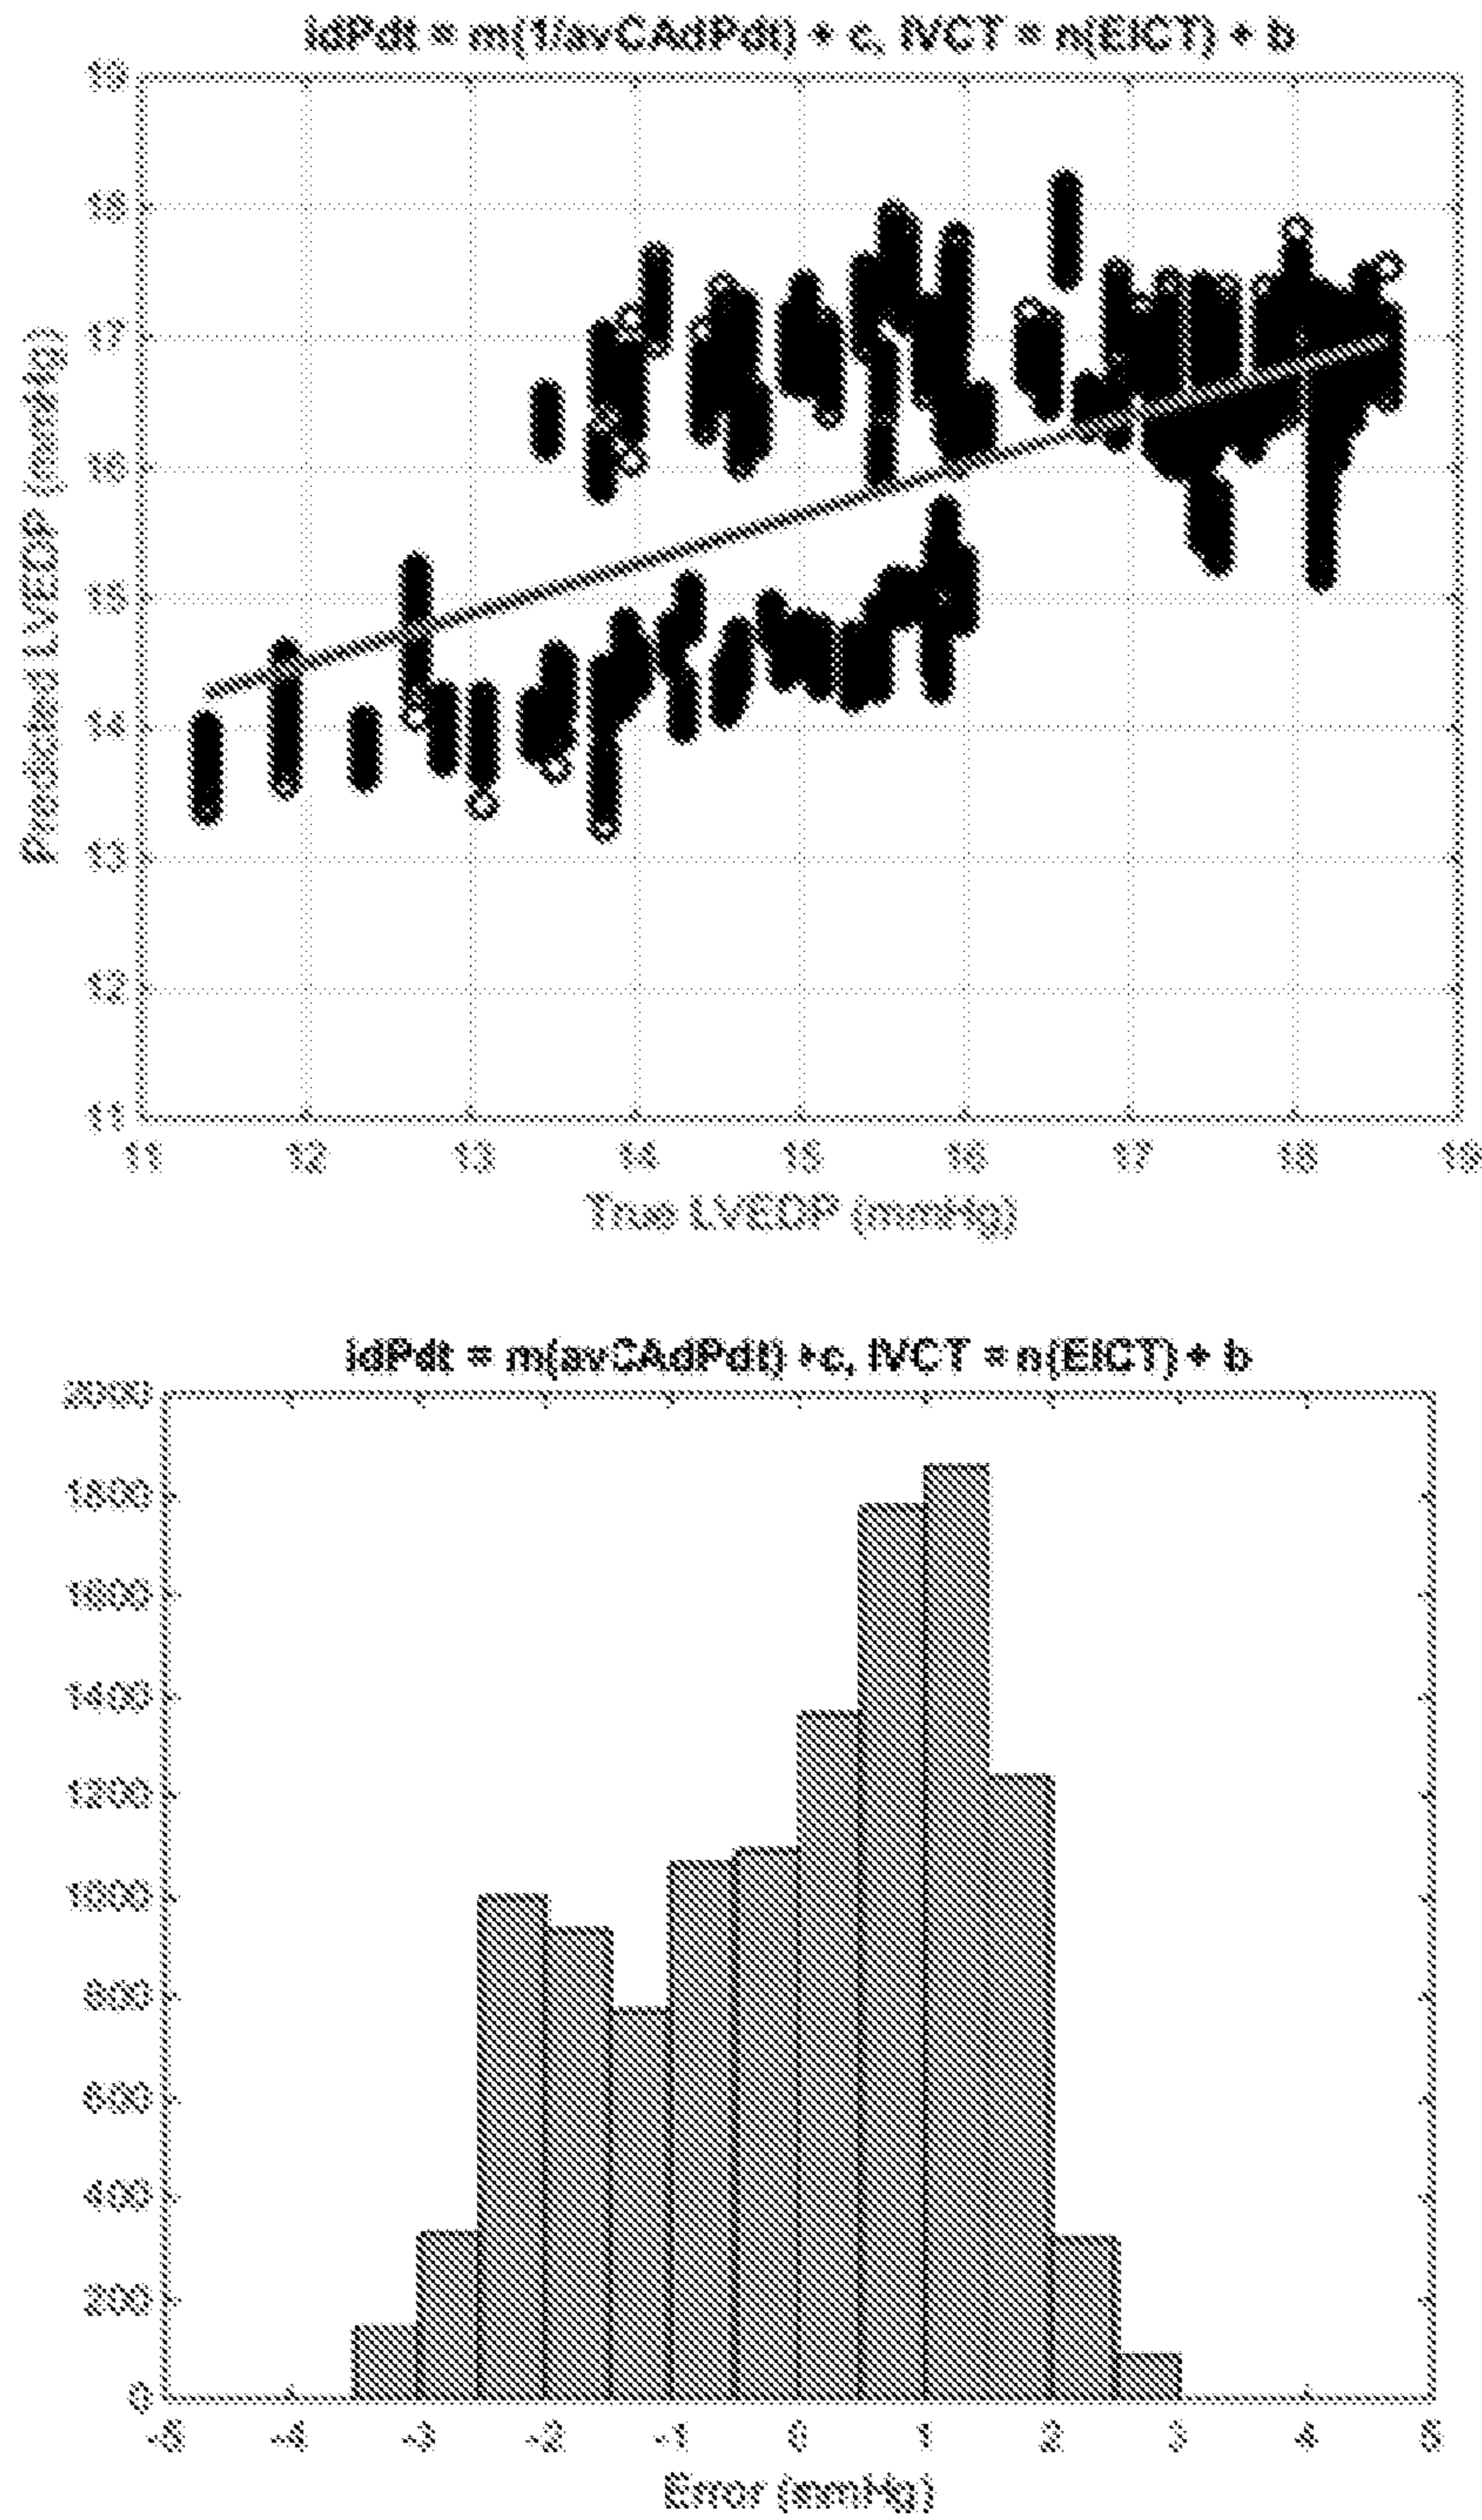 idPdt = m(1/avCAdPdt) + c, IVCT = n(EICT) + b
19
18
17
16
15
14
13
12
11
Predicted LVEDP (mmHg)
11 12 13 14 15 16 17 18 19
True LVEDP (mmHg)
idPdt = m(avCAdPdt) +c, IVCT = n(EICT) + b
2000
1800
1600
1400
1200
1000
800
600
400
200
0
-5 -4 -3 -2 -1 0 1 2 3 4 5
Error (mmHg)